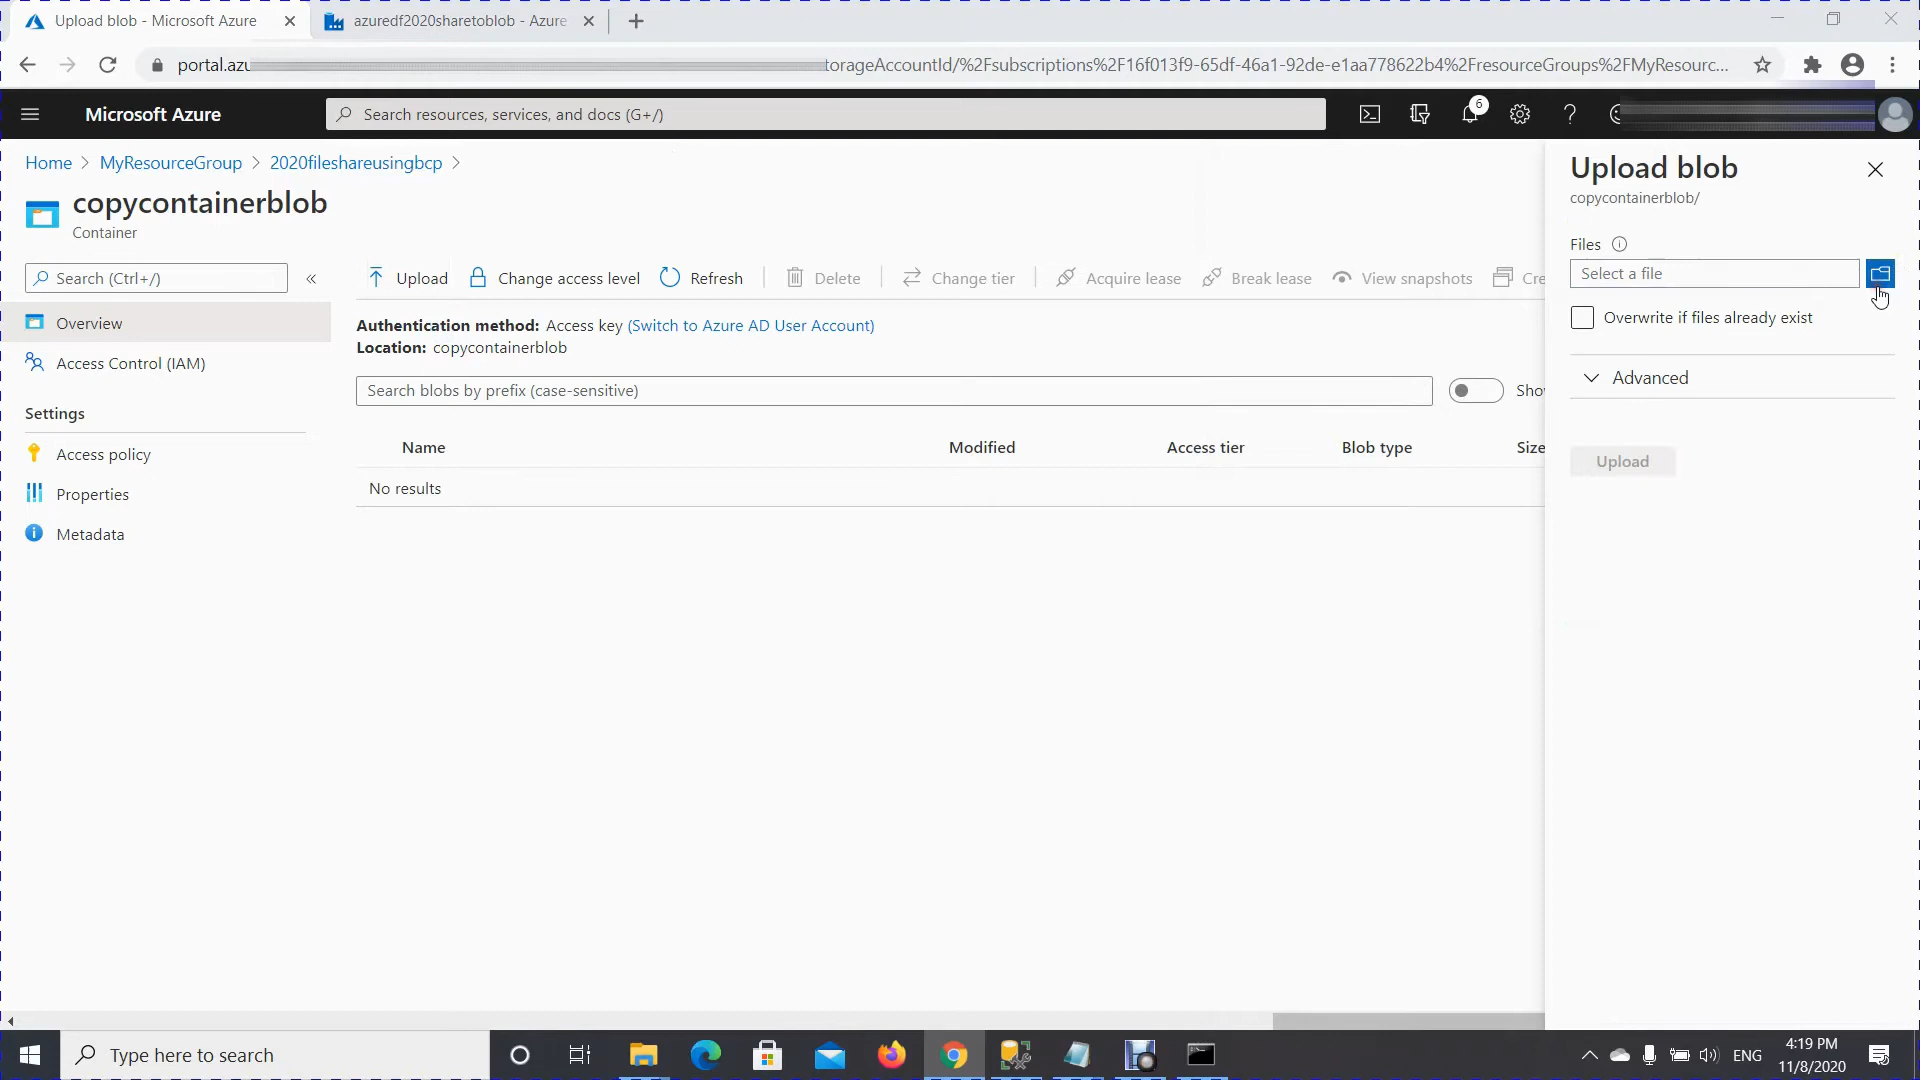 Upload blob - Microsoft Azure
azuredf2020sharetoblob - Azure
portal.azu
torageAccountId/%2Fsubscriptions%2F16f013f9-65df-46a1-92de-e1aa778622b4%2FresourceGroups%2FMyResourc...
Microsoft Azure
Search resources, services, and docs (G+/)
6
Home > MyResourceGroup > 2020fileshareusingbcp >
copycontainerblob
Container
Upload blob
copycontainerblob/
Files
Select a file
Overwrite if files already exist
Advanced
Upload
Search (Ctrl+/)
«
Upload
Change access level
Refresh
Delete
Change tier
Acquire lease
Break lease
View snapshots
Cre
Overview
Access Control (IAM)
Settings
Access policy
Properties
Metadata
Authentication method: Access key (Switch to Azure AD User Account)
Location: copycontainerblob
Search blobs by prefix (case-sensitive)
Show
Name Modified Access tier Blob type Size
No results
Type here to search
ENG
4:19 PM
11/8/2020